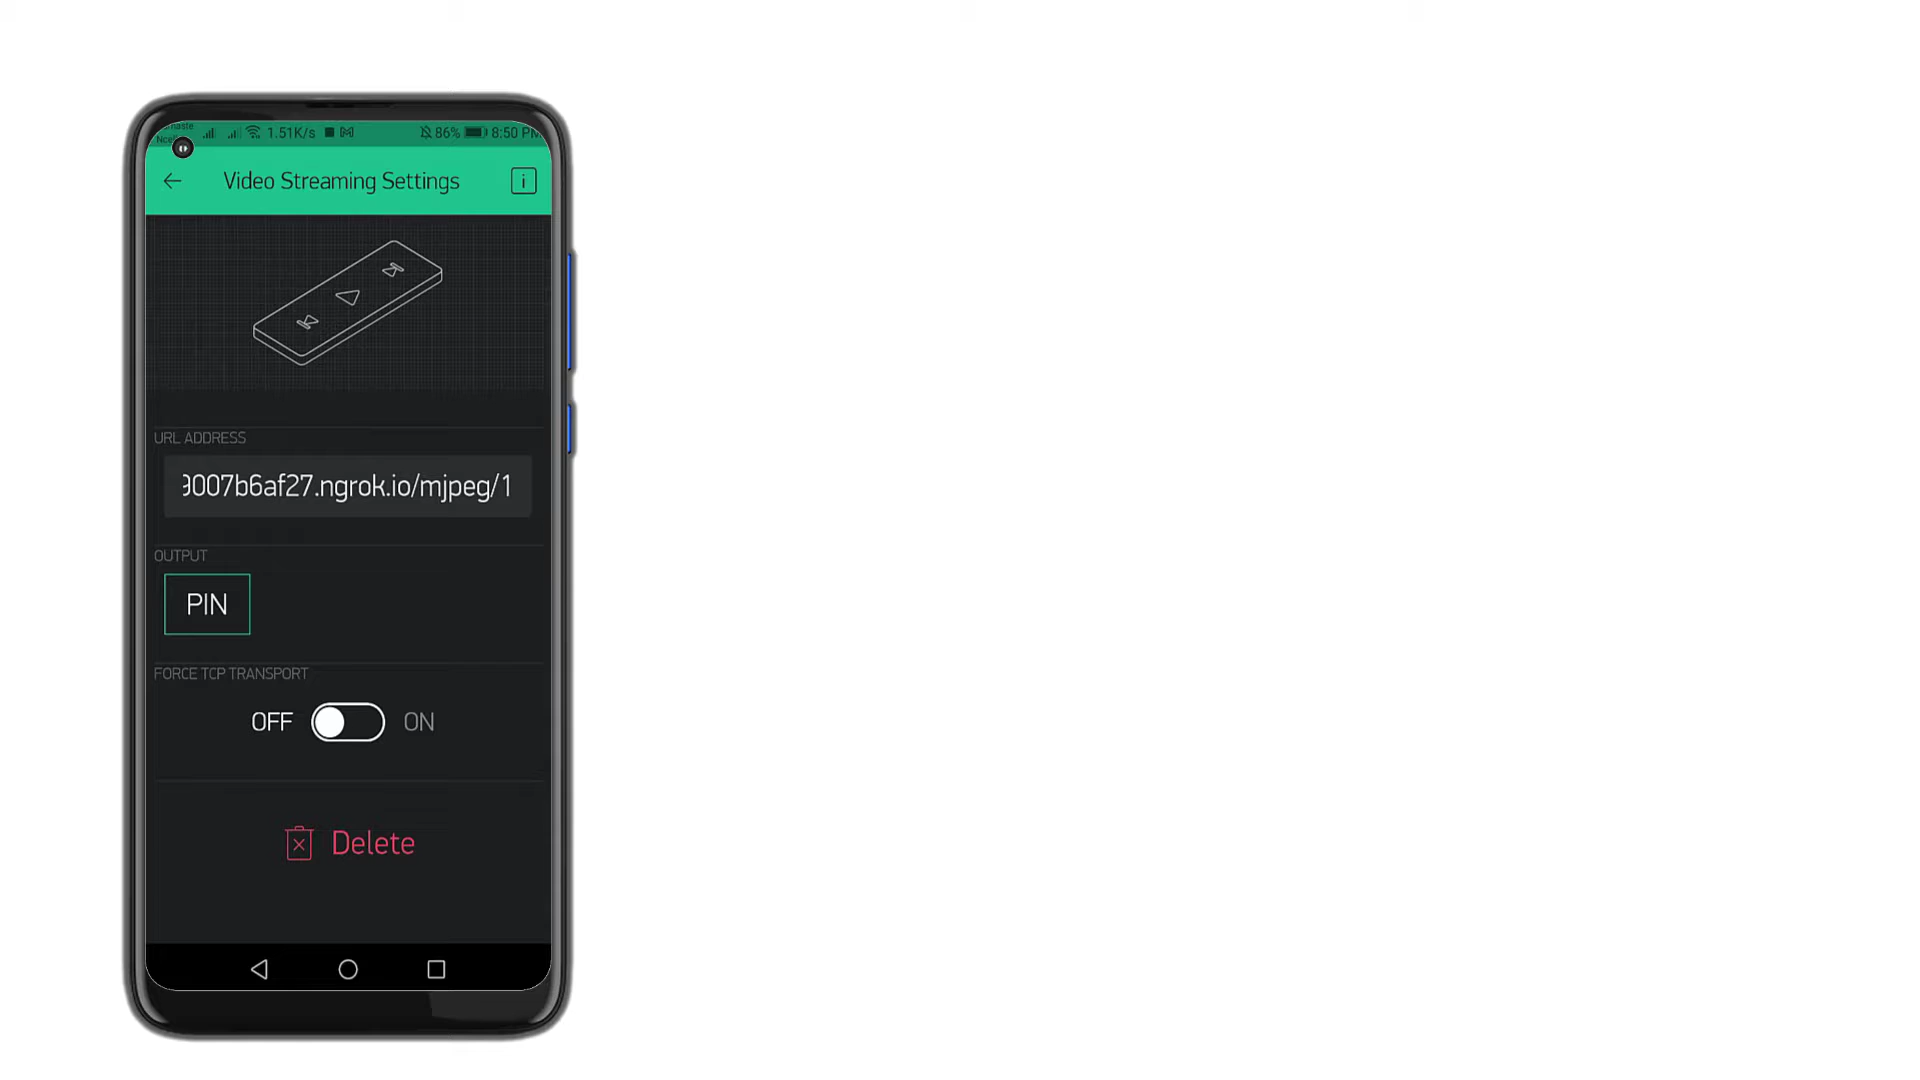 1.51K/s 86% 8:50 PM
Video Streaming Settings
URL ADDRESS
9007b6af27.ngrok.io/mjpeg/1
OUTPUT
PIN
FORCE TCP TRANSPORT
OFF ON
Delete